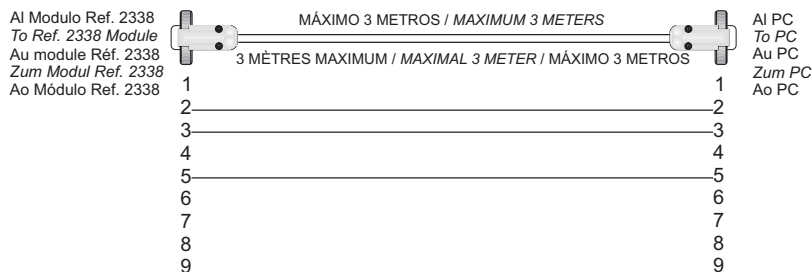 Al Modulo Ref. 2338
To Ref. 2338 Module
Au module Réf. 2338
Zum Modul Ref. 2338
Ao Módulo Ref. 2338
MÁXIMO 3 METROS / MAXIMUM 3 METERS
3 MÈTRES MAXIMUM / MAXIMAL 3 METER / MÁXIMO 3 METROS
Al PC
To PC
Au PC
Zum PC
Ao PC
1 1
2 2
3 3
4 4
5 5
6 6
7 7
8 8
9 9